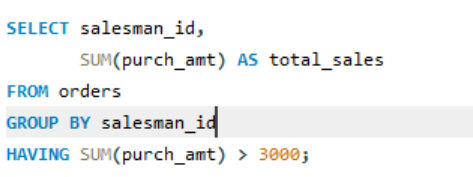 SELECT salesman_id,
SUM(purch_amt) AS total_sales
FROM orders
GROUP BY salesman_id
HAVING SUM(purch_amt) > 3000;